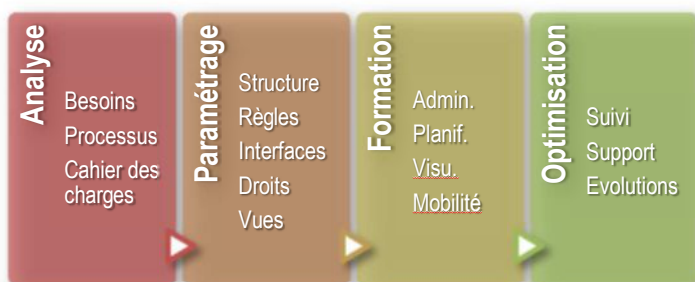 Analyse
Besoins
Processus
Cahier des
charges
Paramétrage
Structure
Règles
Interfaces
Droits
Vues
Formation
Admin.
Planif.
Visu.
Mobilité
Optimisation
Suivi
Support
Evolutions